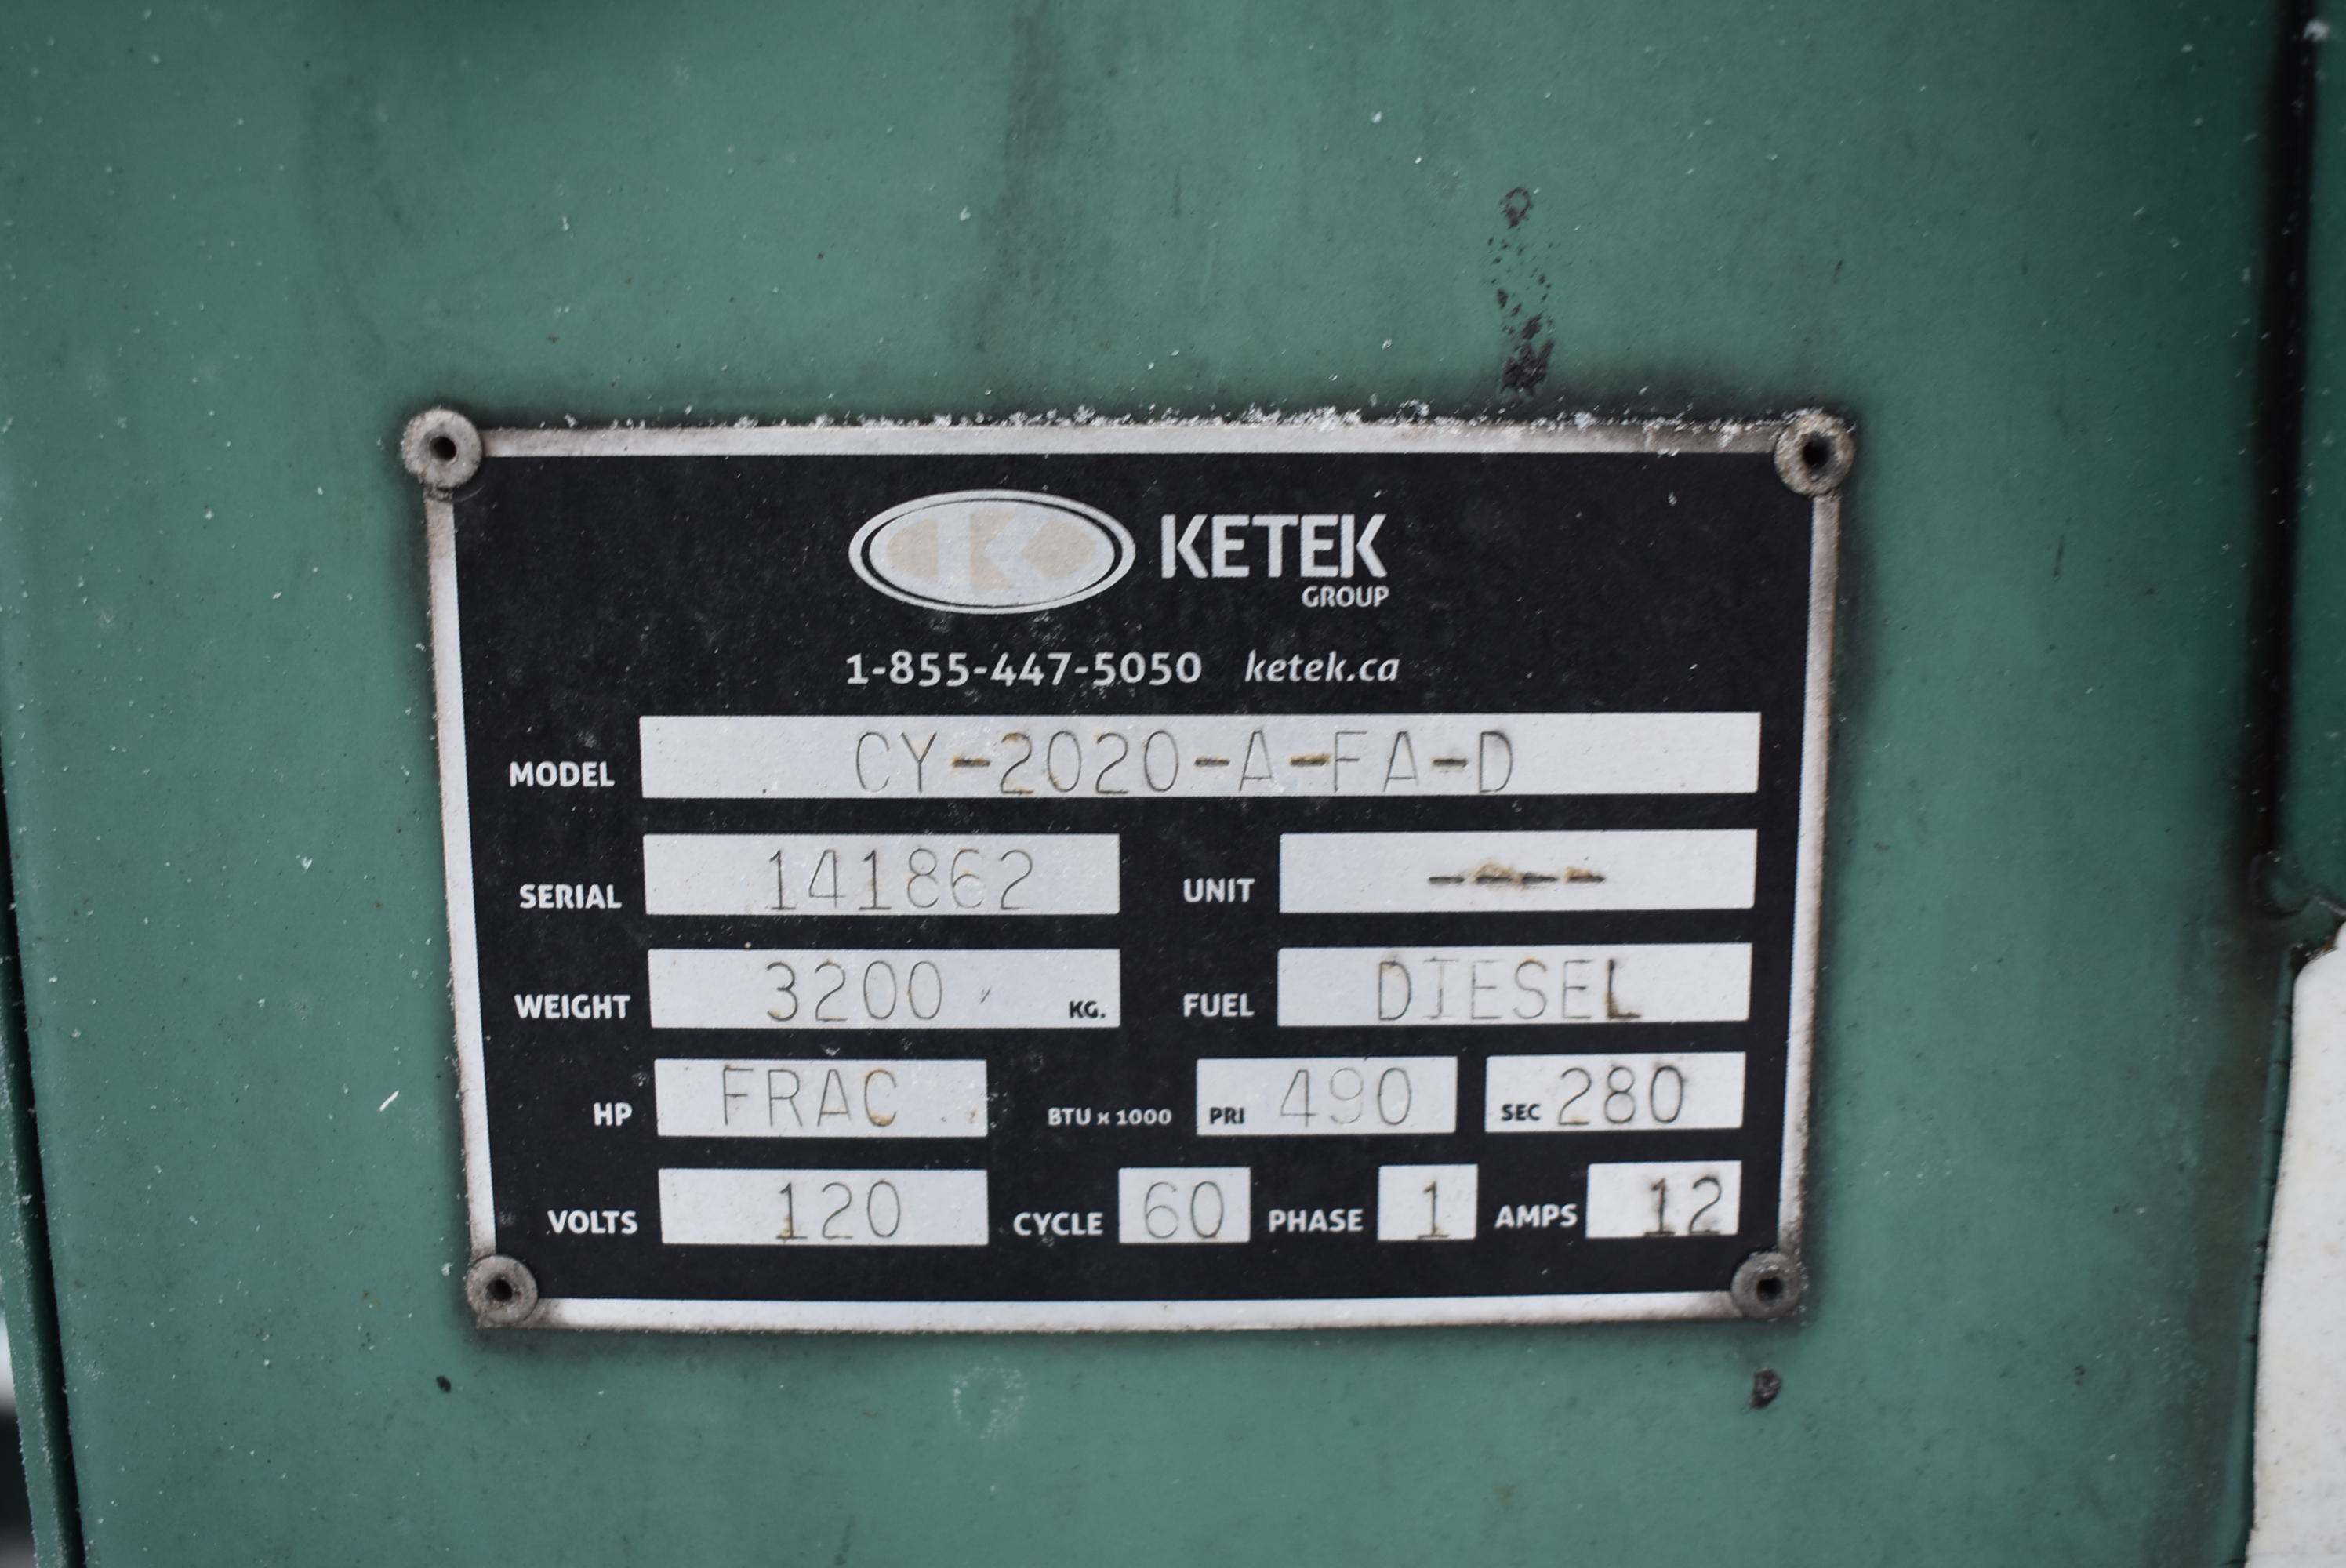 K KETEK
GROUP
1-855-447-5050 ketek.ca
MODEL CY-2020-A-FA-D
SERIAL 141862 UNIT ----
WEIGHT 3200 KG. FUEL DIESEL
HP FRAC BTU x 1000 PRI 490 SEC 280
VOLTS 120 CYCLE 60 PHASE 1 AMPS 12